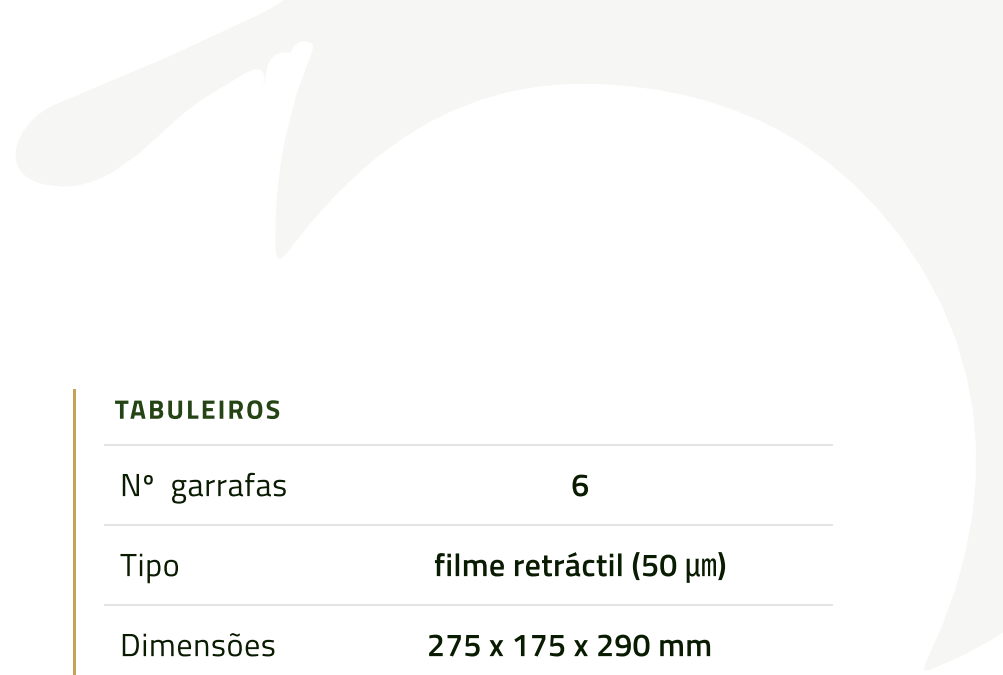 TABULEIROS
Nº garrafas 6
Tipo filme retráctil (50 ㎛)
Dimensões 275 x 175 x 290 mm